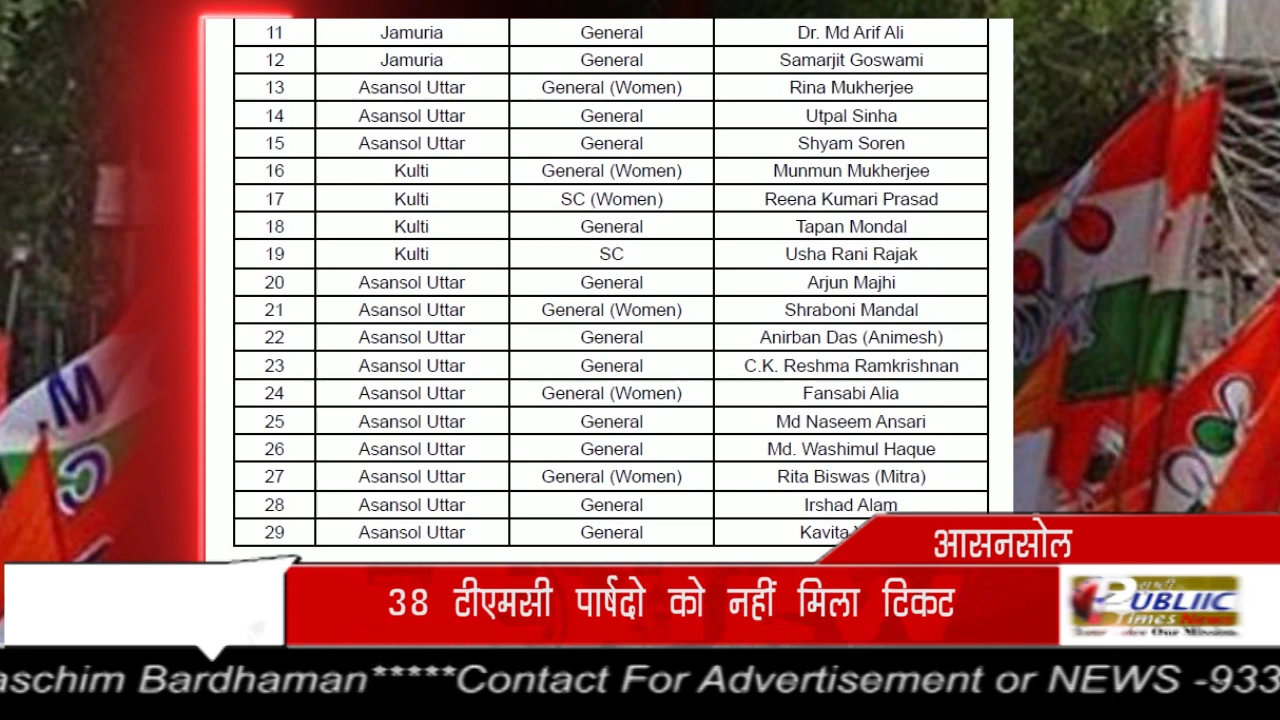 11 Jamuria General Dr. Md Arif Ali
12 Jamuria General Samarjit Goswami
13 Asansol Uttar General (Women) Rina Mukherjee
14 Asansol Uttar General Utpal Sinha
15 Asansol Uttar General Shyam Soren
16 Kulti General (Women) Munmun Mukherjee
17 Kulti SC (Women) Reena Kumari Prasad
18 Kulti General Tapan Mondal
19 Kulti SC Usha Rani Rajak
20 Asansol Uttar General Arjun Majhi
21 Asansol Uttar General (Women) Shraboni Mandal
22 Asansol Uttar General Anirban Das (Animesh)
23 Asansol Uttar General C.K. Reshma Ramkrishnan
24 Asansol Uttar General (Women) Fansabi Alia
25 Asansol Uttar General Md Naseem Ansari
26 Asansol Uttar General Md. Washimul Haque
27 Asansol Uttar General (Women) Rita Biswas (Mitra)
28 Asansol Uttar General Irshad Alam
29 Asansol Uttar General Kavita
आसनसोल
38 टीएमसी पार्षदो को नहीं मिला टिकट
PUBLIIC
Times News
aschim Bardhaman*****Contact For Advertisement or NEWS -933